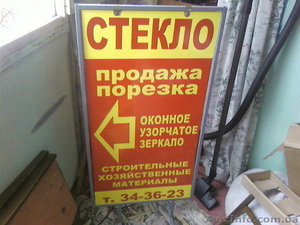 СТЕКЛО
продажа
порезка
ОКОННОЕ
УЗОРЧАТОЕ
ЗЕРКАЛО
СТРОИТЕЛЬНЫЕ
ХОЗЯЙСТВЕННЫЕ
МАТЕРИАЛЫ
т. 34-36-23